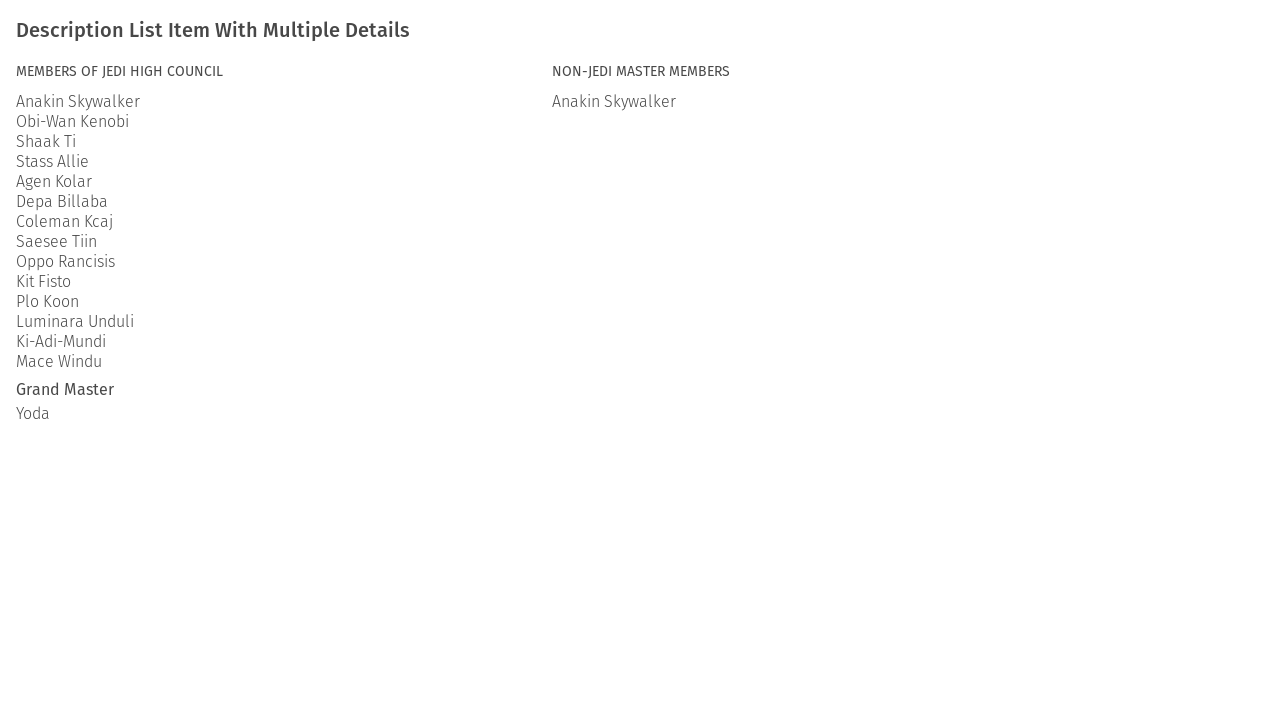 Description List Item With Multiple Details
MEMBERS OF JEDI HIGH COUNCIL
Anakin Skywalker
Obi-Wan Kenobi
Shaak Ti
Stass Allie
Agen Kolar
Depa Billaba
Coleman Kcaj
Saesee Tiin
Oppo Rancisis
Kit Fisto
Plo Koon
Luminara Unduli
Ki-Adi-Mundi
Mace Windu
Grand Master
Yoda
NON-JEDI MASTER MEMBERS
Anakin Skywalker